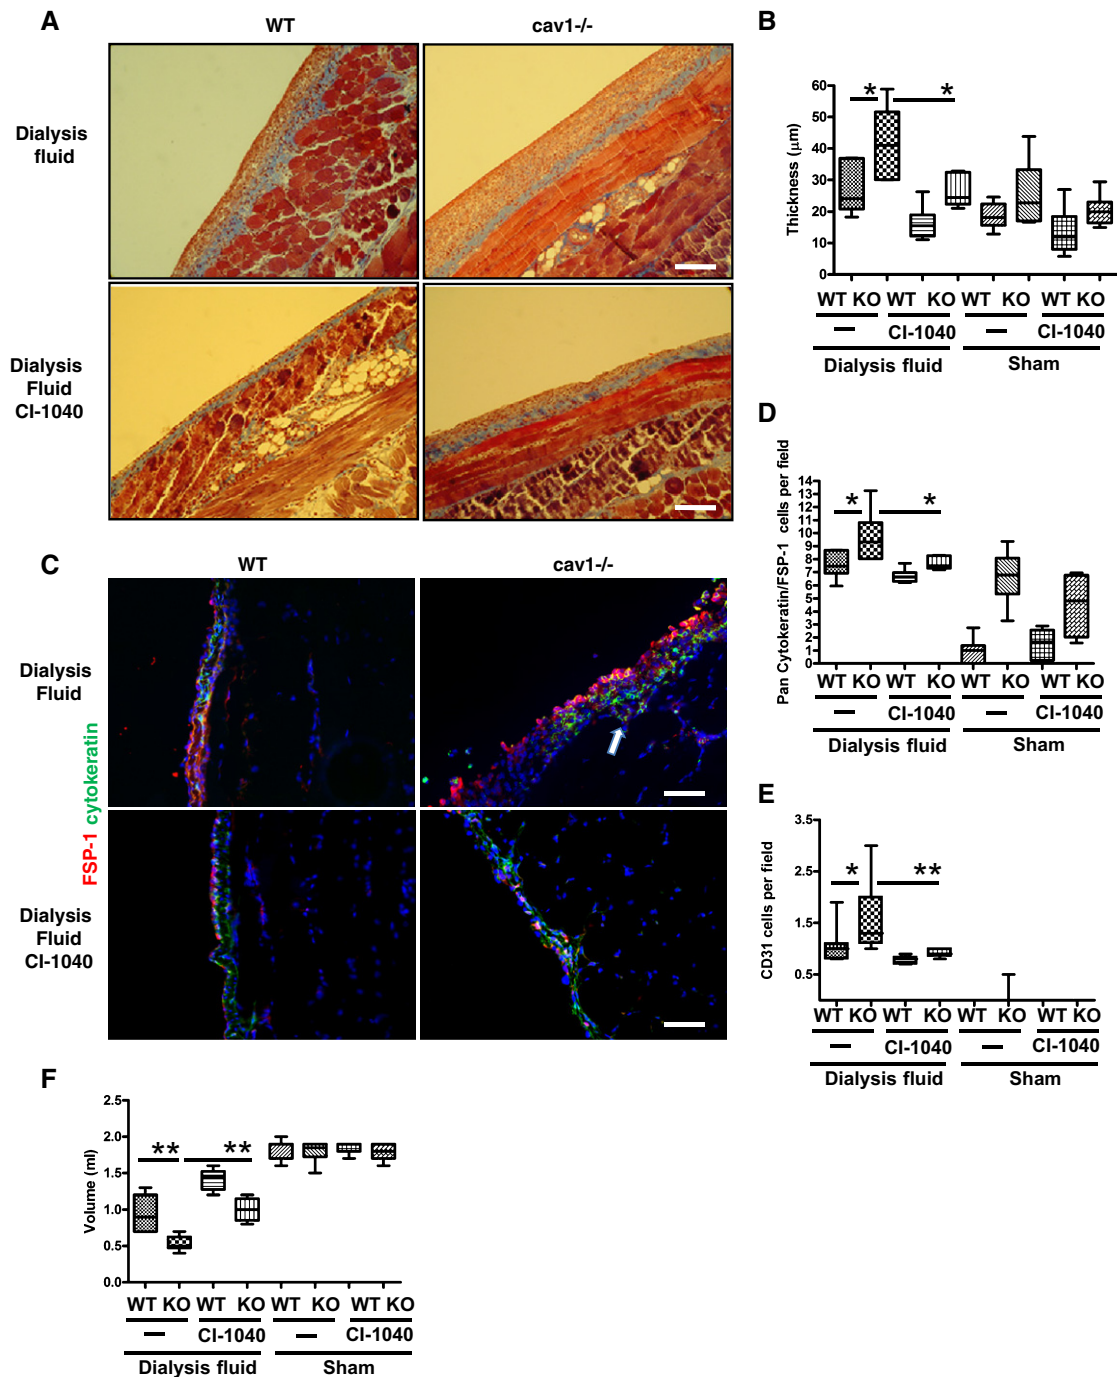 A
WT
cav1-/-
Dialysis
fluid
Dialysis
Fluid
CI-1040
B
Thickness (μm)
60
50
40
30
20
10
0
*
*
WT KO WT KO WT KO WT KO
— CI-1040 — CI-1040
Dialysis fluid Sham
C
WT
cav1-/-
Dialysis
Fluid
Dialysis
Fluid
CI-1040
FSP-1 cytokeratin
D
Pan Cytokeratin/FSP-1 cells per field
14
13
12
11
10
9
8
7
6
5
4
3
2
1
0
*
*
WT KO WT KO WT KO WT KO
— CI-1040 — CI-1040
Dialysis fluid Sham
E
CD31 cells per field
3.5
2.5
1.5
0.5
*
**
WT KO WT KO WT KO WT KO
— CI-1040 — CI-1040
Dialysis fluid Sham
F
Volume (ml)
2.5
2.0
1.5
1.0
0.5
0.0
**
**
WT KO WT KO WT KO WT KO
— CI-1040 — CI-1040
Dialysis fluid Sham